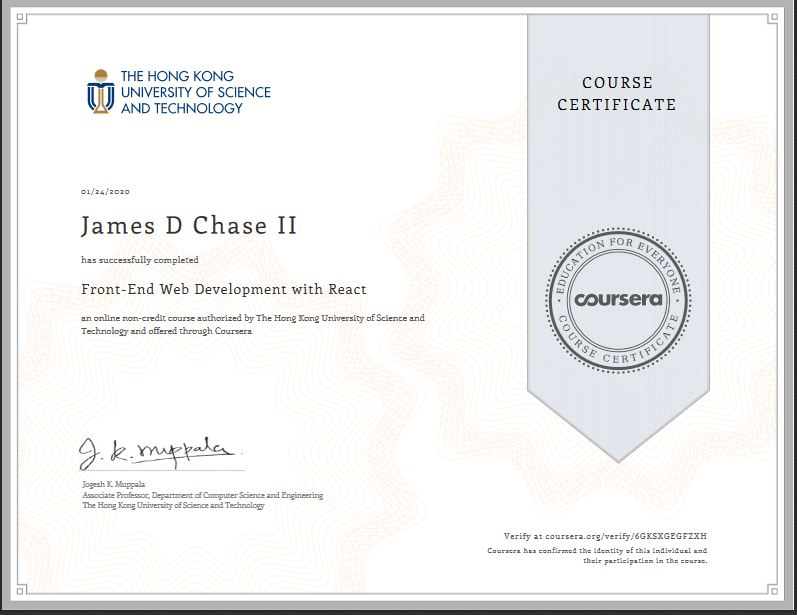 THE HONG KONG
UNIVERSITY OF SCIENCE
AND TECHNOLOGY
COURSE
CERTIFICATE
01/24/2020
James D Chase II
has successfully completed
Front-End Web Development with React
an online non-credit course authorized by The Hong Kong University of Science and
Technology and offered through Coursera
EDUCATION FOR EVERYONE
coursera
COURSE CERTIFICATE
J. K. Muppala
Jogesh K. Muppala
Associate Professor, Department of Computer Science and Engineering
The Hong Kong University of Science and Technology
Verify at coursera.org/verify/6GKSXGEGFZXH
Coursera has confirmed the identity of this individual and
their participation in the course.